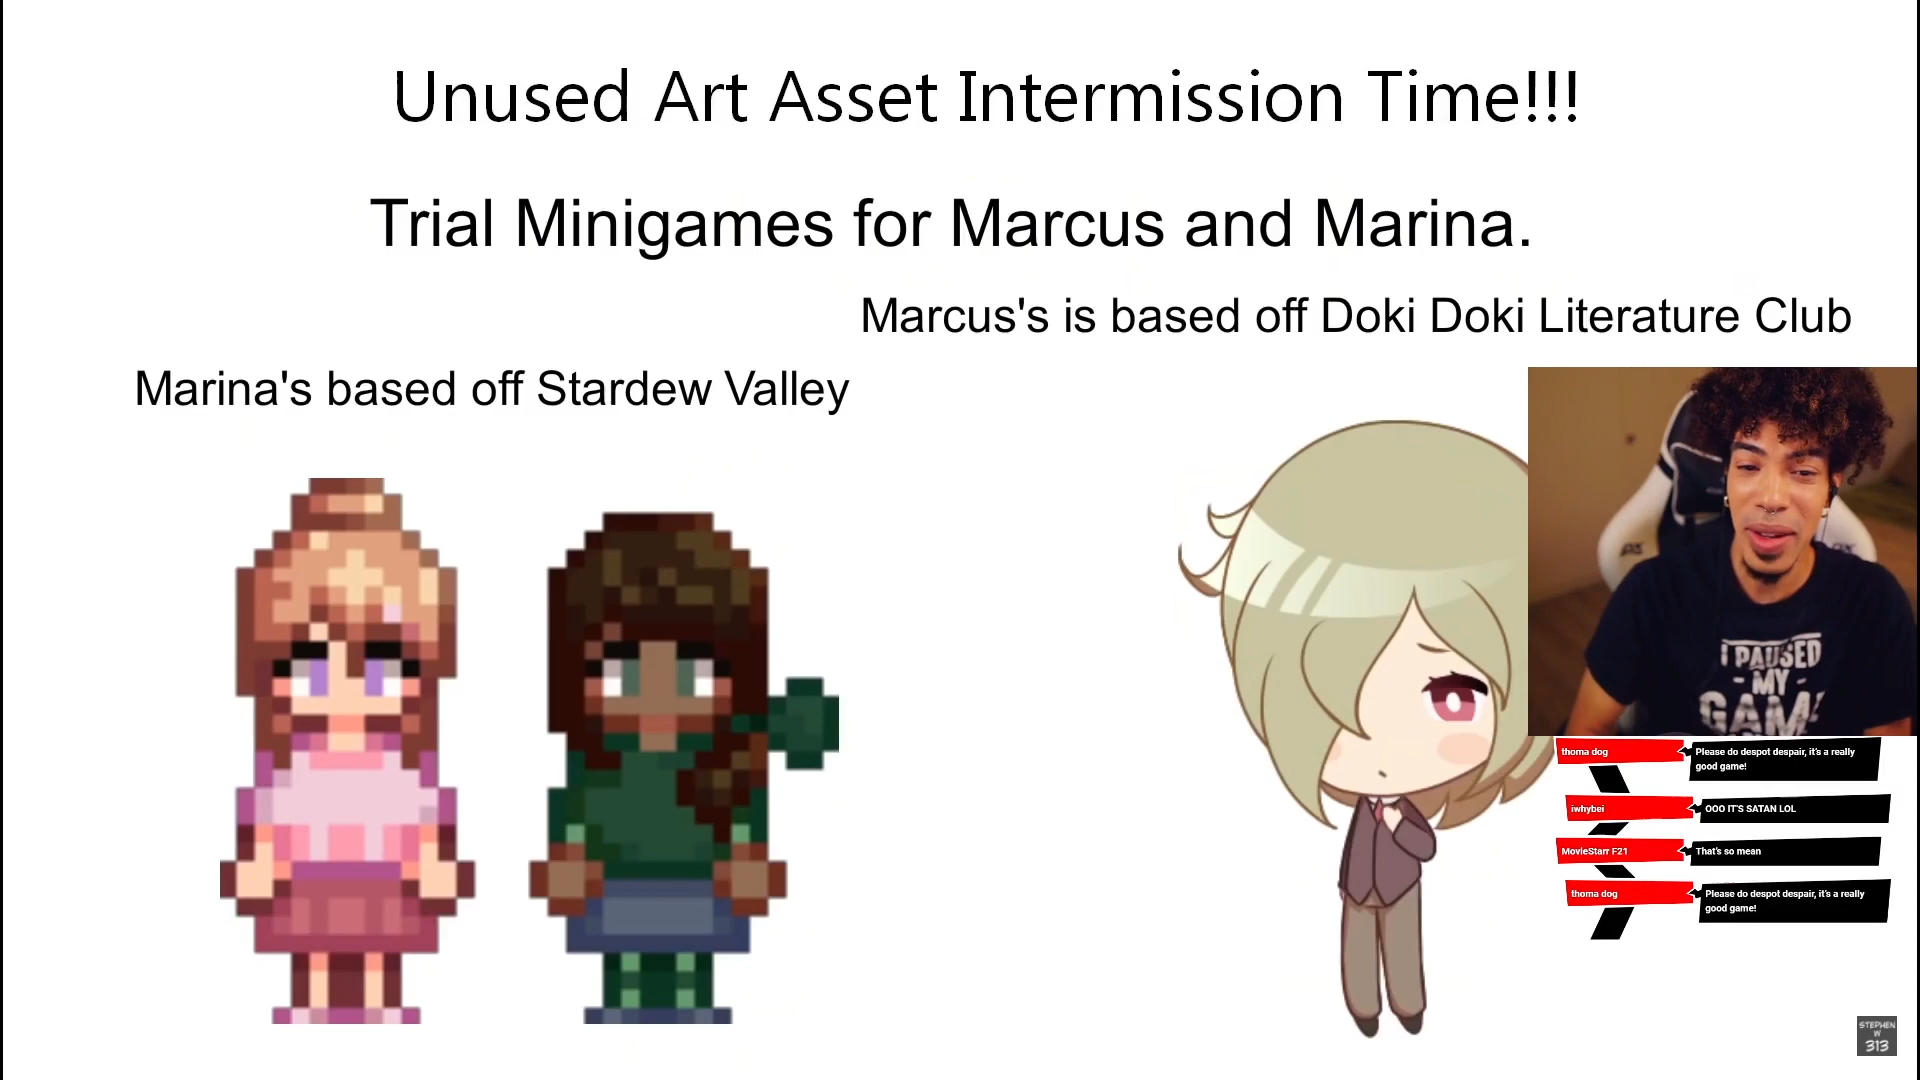 Unused Art Asset Intermission Time!!!
Trial Minigames for Marcus and Marina.
Marcus's is based off Doki Doki Literature Club
Marina's based off Stardew Valley
I PAUSED
- MY -
GAME
thoma dog
Please do despot despair, it's a really
good game!
iwhybei
OOO IT'S SATAN LOL
MovieStarr F21
That's so mean
thoma dog
Please do despot despair, it's a really
good game!
STEPHEN
W
313